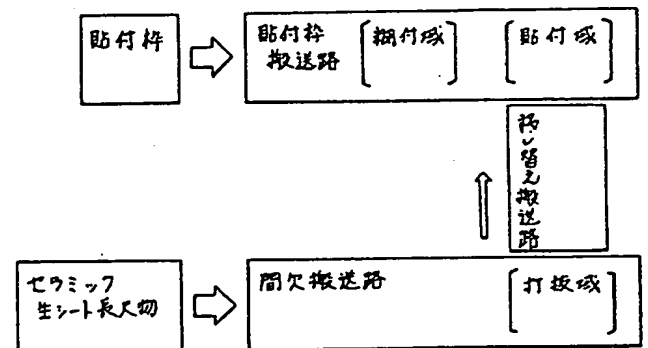 貼付枠
貼付枠
搬送路
糊付域
貼付域
移し替え搬送路
セラミック
生シート長尺物
間欠搬送路
打抜域